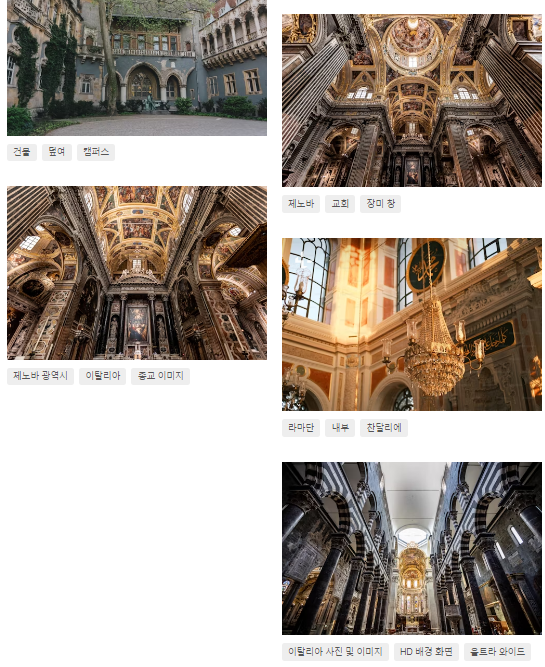 건물 덮여 캠퍼스
제노바 광역시 이탈리아 종교 이미지
제노바 교회 장미 창
라마단 내부 찬달리에
이탈리아 사진 및 이미지 HD 배경 화면 울트라 와이드